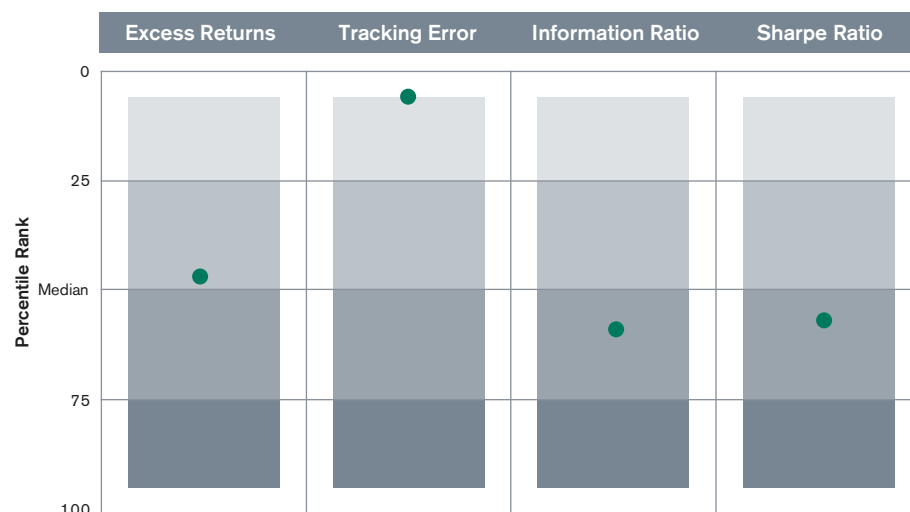 Excess Returns
Tracking Error
Information Ratio
Sharpe Ratio
0
25
Percentile Rank
Median
75
100